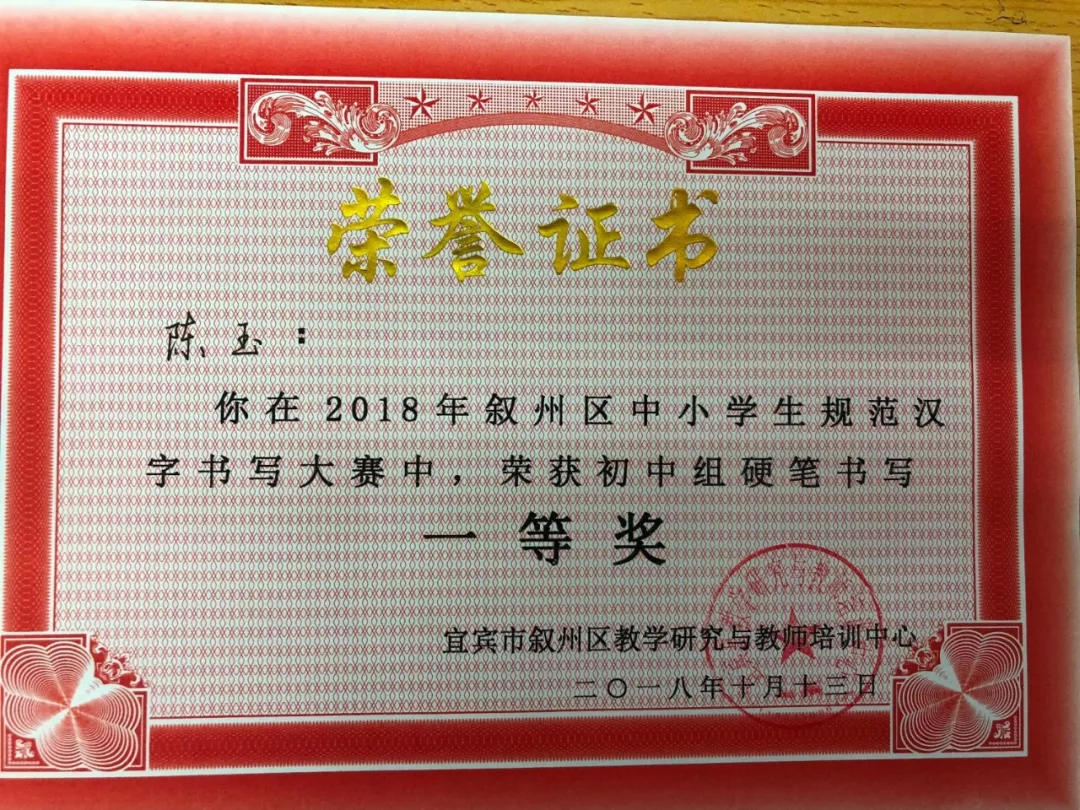 荣誉证书
陈玉：
你在2018年叙州区中小学生规范汉
字书写大赛中，荣获初中组硬笔书写
一等奖
宜宾市叙州区教学研究与教师培训中心
二〇一八年十月十三日